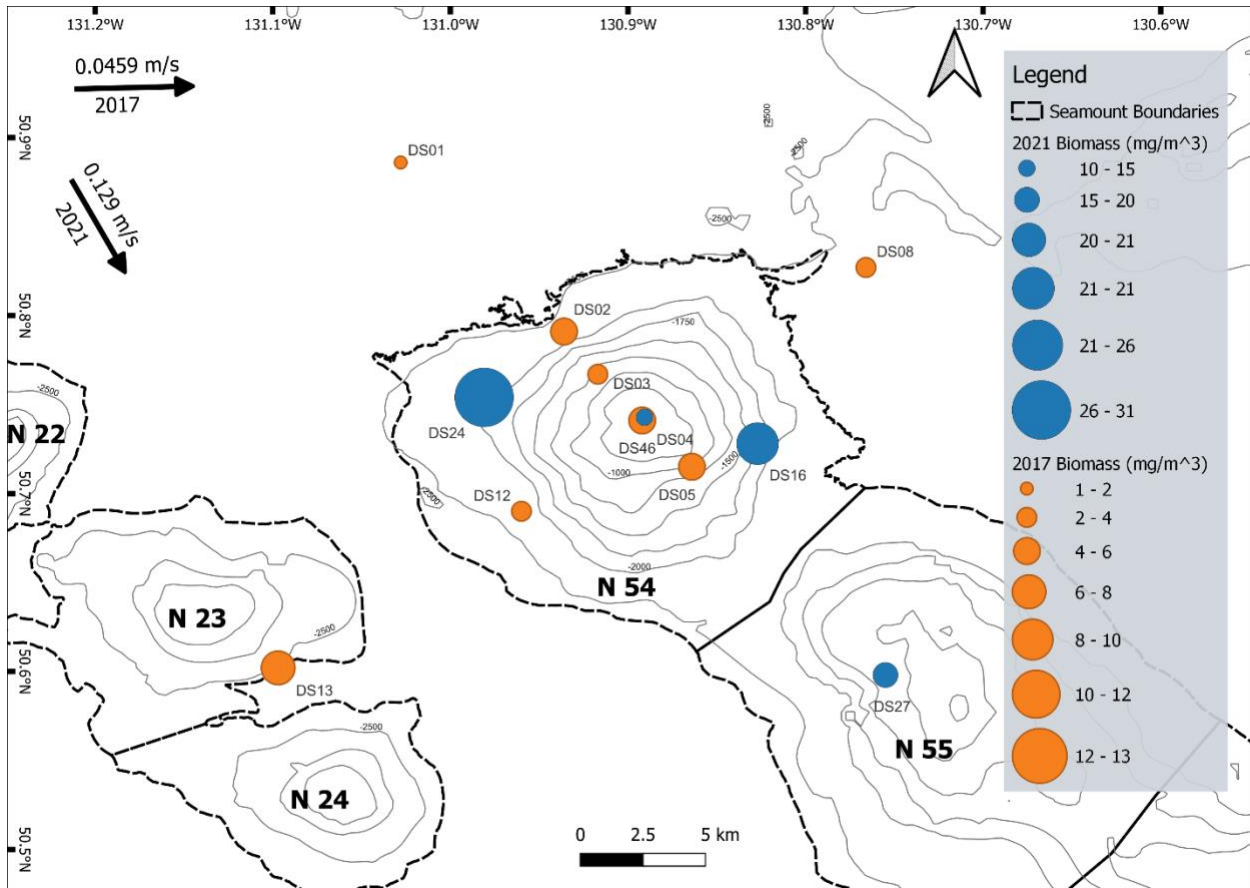 131.2°W 131.1°W 131.0°W 130.9°W 130.8°W 130.7°W 130.6°W
0.0459 m/s
2017
0.129 m/s
2021
50.9°N
50.8°N
50.7°N
50.6°N
50.5°N
DS01
-2500
-2500
-2500
DS08
DS02
-1750
DS03
DS24
DS04
DS46
DS16
-1500
-1000
DS05
-2500
DS12
-2000
N 54
-2500
N 22
N 23
-2500
DS13
-2500
N 24
DS27
N 55
0 2.5 5 km
Legend
Seamount Boundaries
2021 Biomass (mg/m^3)
10 - 15
15 - 20
20 - 21
21 - 21
21 - 26
26 - 31
2017 Biomass (mg/m^3)
1 - 2
2 - 4
4 - 6
6 - 8
8 - 10
10 - 12
12 - 13